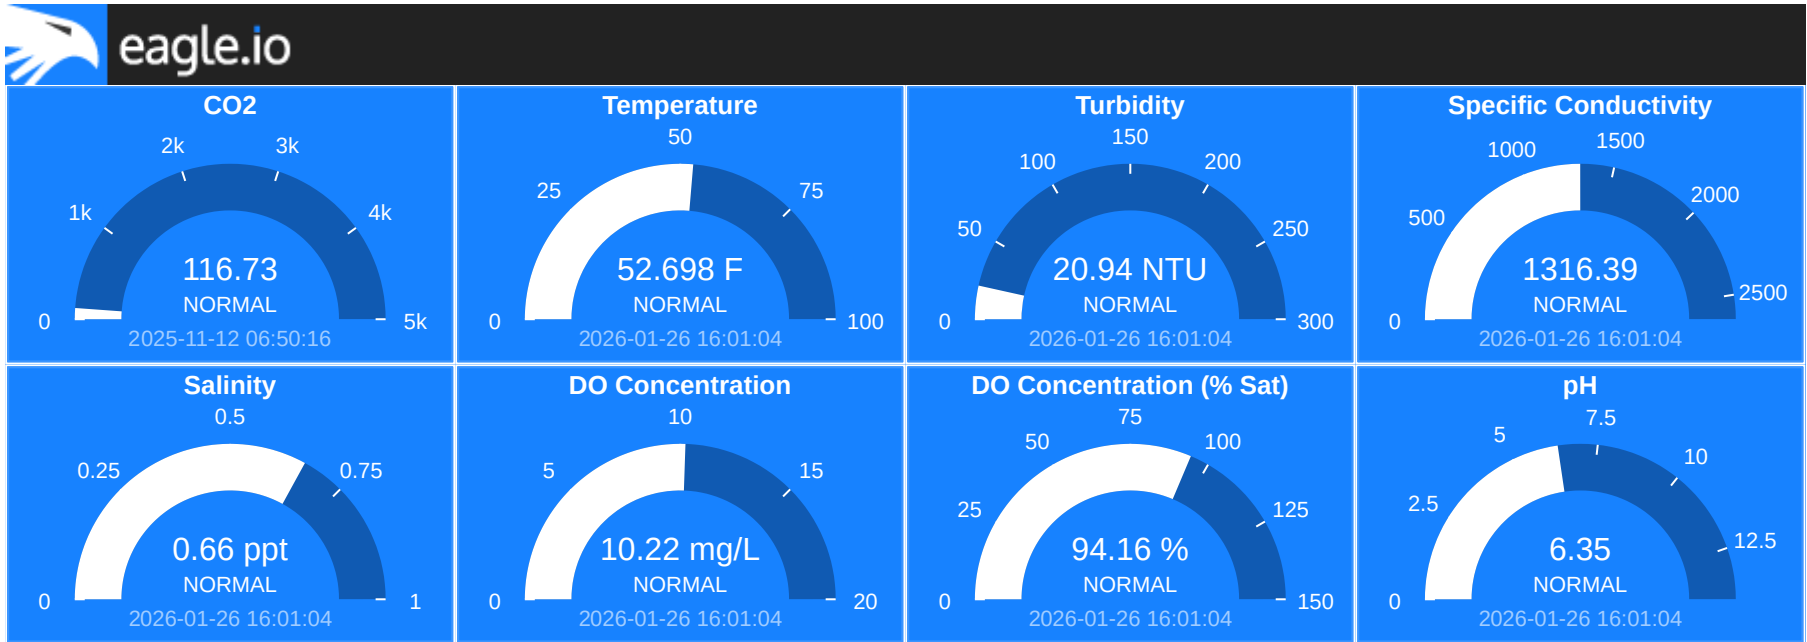 eagle.io
CO2
0
1k
2k
3k
4k
5k
116.73
NORMAL
2025-11-12 06:50:16
Temperature
0
25
50
75
100
52.698 F
NORMAL
2026-01-26 16:01:04
Turbidity
0
50
100
150
200
250
300
20.94 NTU
NORMAL
2026-01-26 16:01:04
Specific Conductivity
0
500
1000
1500
2000
2500
1316.39
NORMAL
2026-01-26 16:01:04
Salinity
0
0.25
0.5
0.75
1
0.66 ppt
NORMAL
2026-01-26 16:01:04
DO Concentration
0
5
10
15
20
10.22 mg/L
NORMAL
2026-01-26 16:01:04
DO Concentration (% Sat)
0
25
50
75
100
125
150
94.16 %
NORMAL
2026-01-26 16:01:04
pH
0
2.5
5
7.5
10
12.5
6.35
NORMAL
2026-01-26 16:01:04